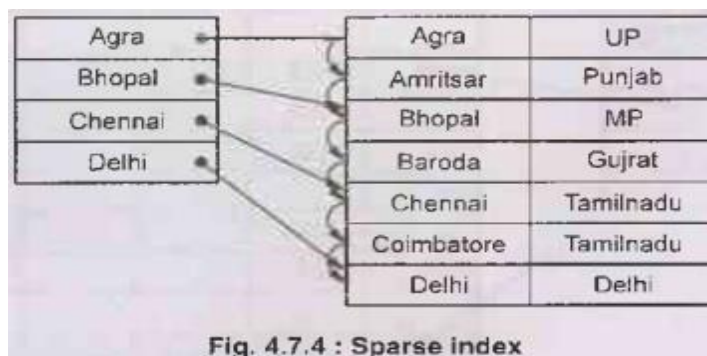 Agra
Bhopal
Chennai
Delhi
Agra UP
Amritsar Punjab
Bhopal MP
Baroda Gujrat
Chennai Tamilnadu
Coimbatore Tamilnadu
Delhi Delhi
Fig. 4.7.4 : Sparse index